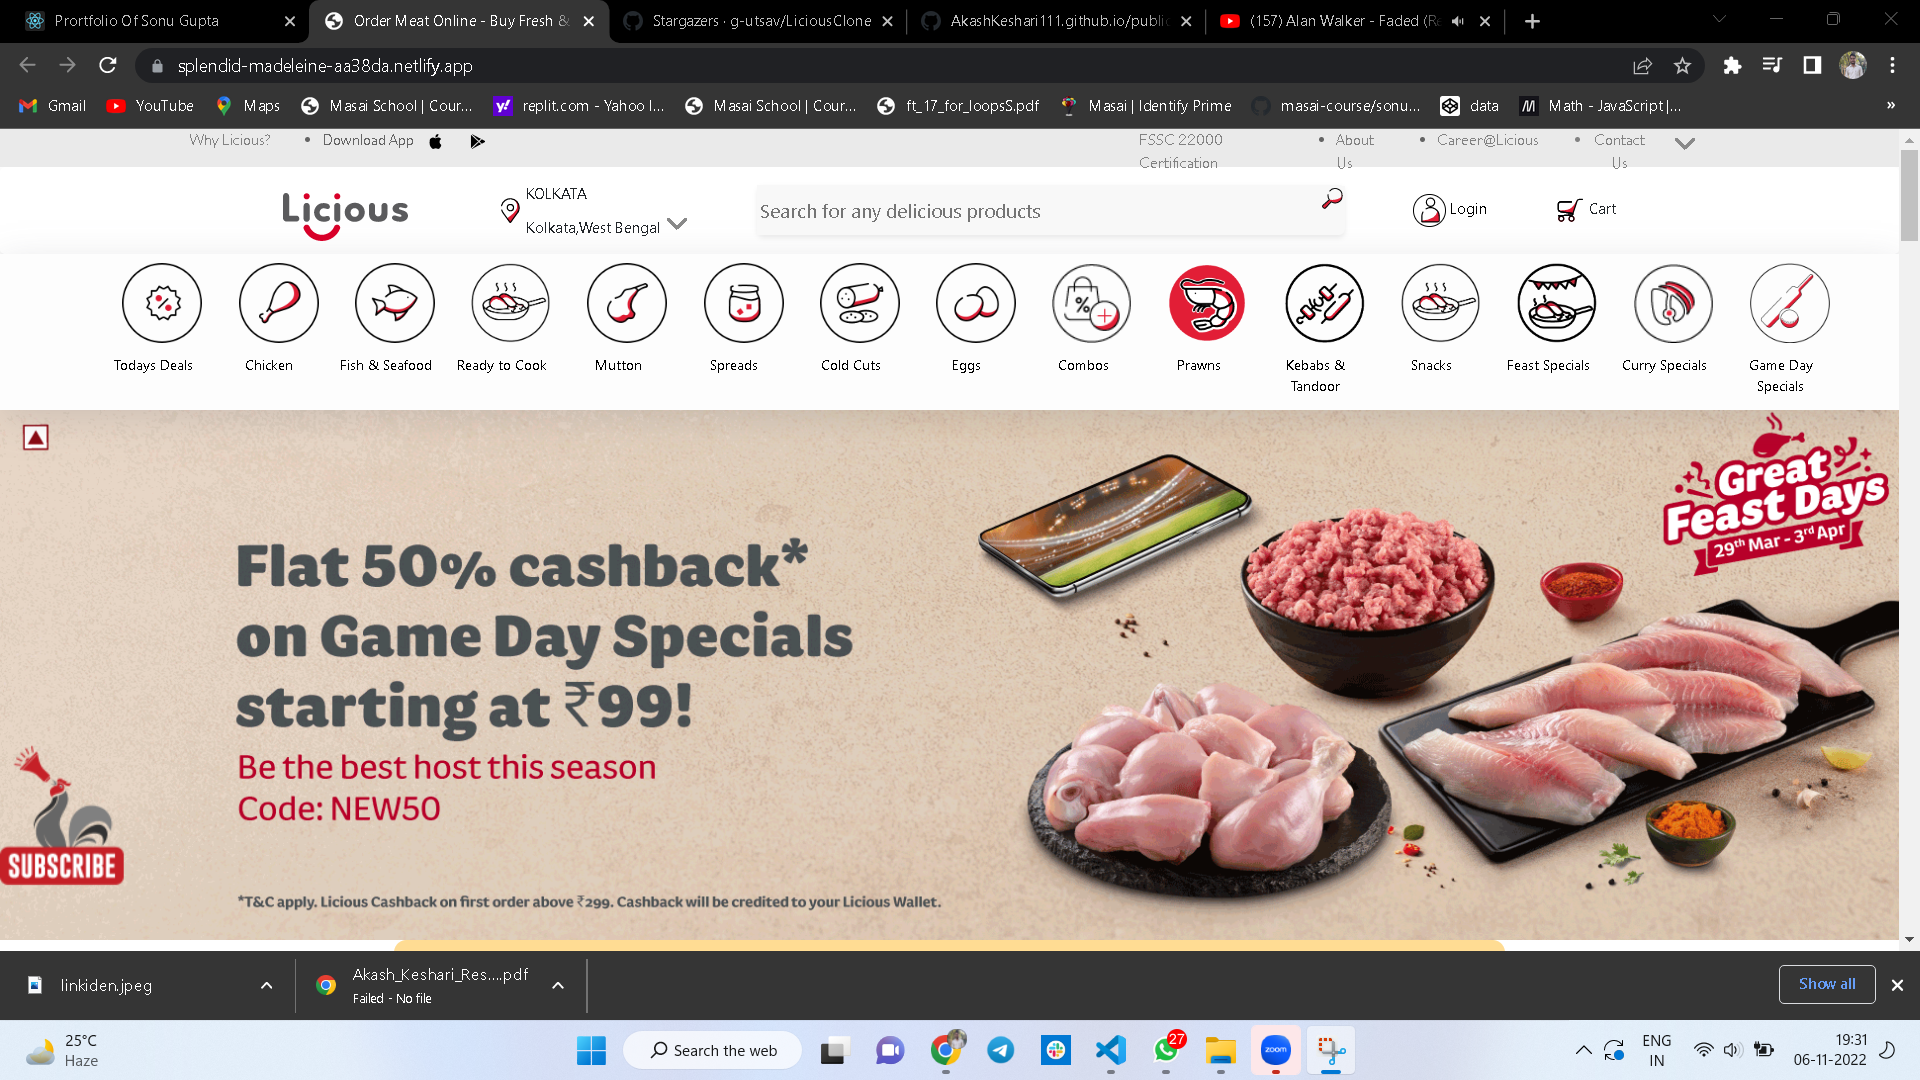 Prortfolio Of Sonu Gupta
Order Meat Online - Buy Fresh &
Stargazers · g-utsav/LiciousClone
AkashKeshari111.github.io/public
(157) Alan Walker - Faded (Re
splendid-madeleine-aa38da.netlify.app
Gmail
YouTube
Maps
Masai School | Cour...
replit.com - Yahoo I...
Masai School | Cour...
ft_17_for_loopsS.pdf
Masai | Identify Prime
masai-course/sonu...
data
Math - JavaScript |...
»
Why Licious?
• Download App
FSSC 22000
Certification
• About
Us
• Career@Licious
• Contact
Us
Licious
KOLKATA
Kolkata,West Bengal
Search for any delicious products
Login
Cart
Todays Deals
Chicken
Fish & Seafood
Ready to Cook
Mutton
Spreads
Cold Cuts
Eggs
Combos
Prawns
Kebabs &
Tandoor
Snacks
Feast Specials
Curry Specials
Game Day
Specials
Great
Feast Days
29th Mar - 3rd Apr
Flat 50% cashback*
on Game Day Specials
starting at ₹99!
Be the best host this season
Code: NEW50
SUBSCRIBE
*T&C apply. Licious Cashback on first order above ₹299. Cashback will be credited to your Licious Wallet.
linkiden.jpeg
Akash_Keshari_Res....pdf
Failed - No file
Show all
25°C
Haze
Search the web
27
zoom
ENG
IN
19:31
06-11-2022